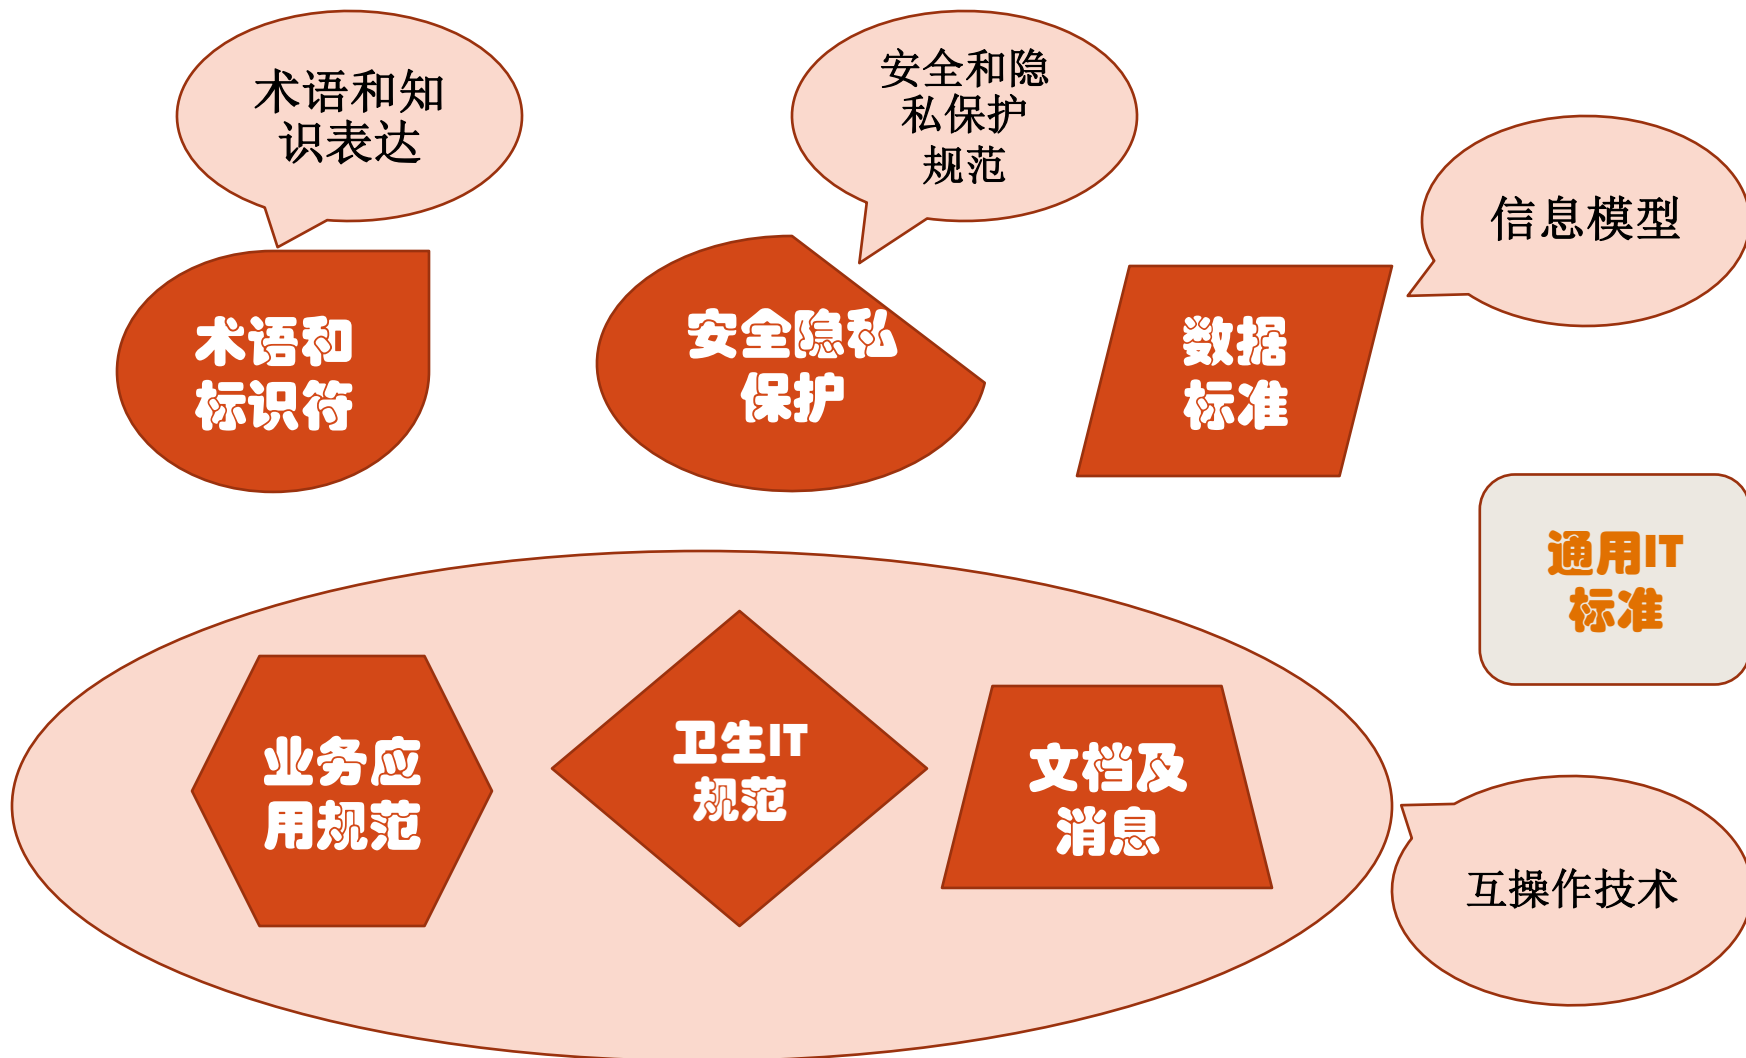 术语和知
识表达
安全和隐
私保护
规范
信息模型
术语和
标识符
安全隐私
保护
数据
标准
通用IT
标准
业务应
用规范
卫生IT
规范
文档及
消息
互操作技术